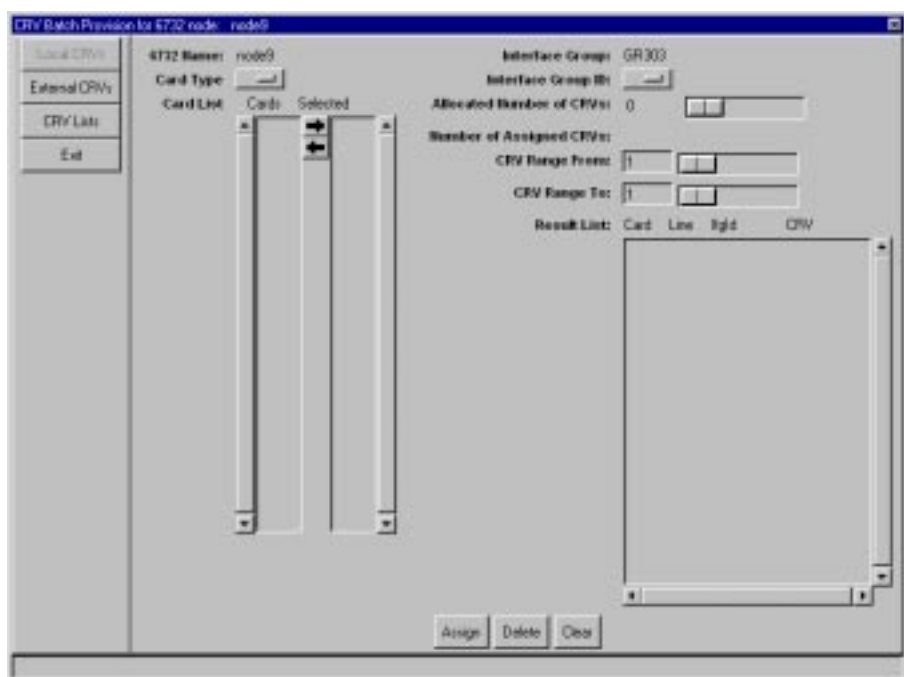 CRV Batch Provision for 6732 node: node9
Local CRVs
External CRVs
CRV Lists
Exit
6732 Name: node9
Card Type
Card List Cards Selected
Interface Group: GR303
Interface Group ID:
Allocated Number of CRVs: 0
Number of Assigned CRVs:
CRV Range From: 1
CRV Range To: 1
Result List: Card Line IfgId CRV
Assign Delete Clear